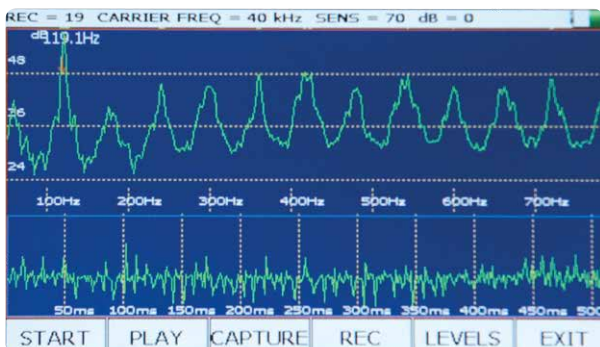 REC = 19 CARRIER FREQ = 40 kHz SENS = 70 dB = 0
dB 119.1Hz
48
36
24
100Hz 200Hz 300Hz 400Hz 500Hz 600Hz 700Hz
50ms 100ms 150ms 200ms 250ms 300ms 350ms 400ms 450ms 500
START PLAY CAPTURE REC LEVELS EXIT